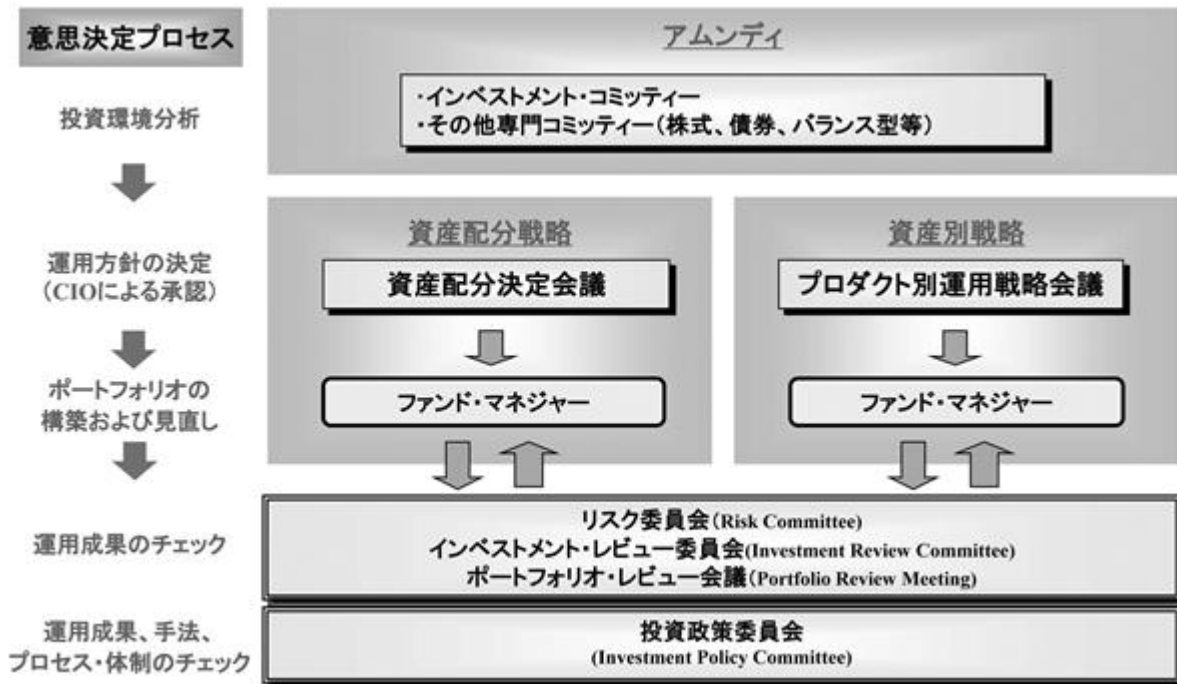 意思決定プロセス
アムンディ
投資環境分析
・インベストメント・コミッティー
・その他専門コミッティー(株式、債券、バランス型等)
資産配分戦略
資産別戦略
運用方針の決定
(CIOによる承認)
資産配分決定会議
プロダクト別運用戦略会議
ポートフォリオの
構築および見直し
ファンド・マネジャー
ファンド・マネジャー
運用成果のチェック
リスク委員会(Risk Committee)
インベストメント・レビュー委員会(Investment Review Committee)
ポートフォリオ・レビュー会議(Portfolio Review Meeting)
運用成果、手法、
プロセス・体制のチェック
投資政策委員会
(Investment Policy Committee)